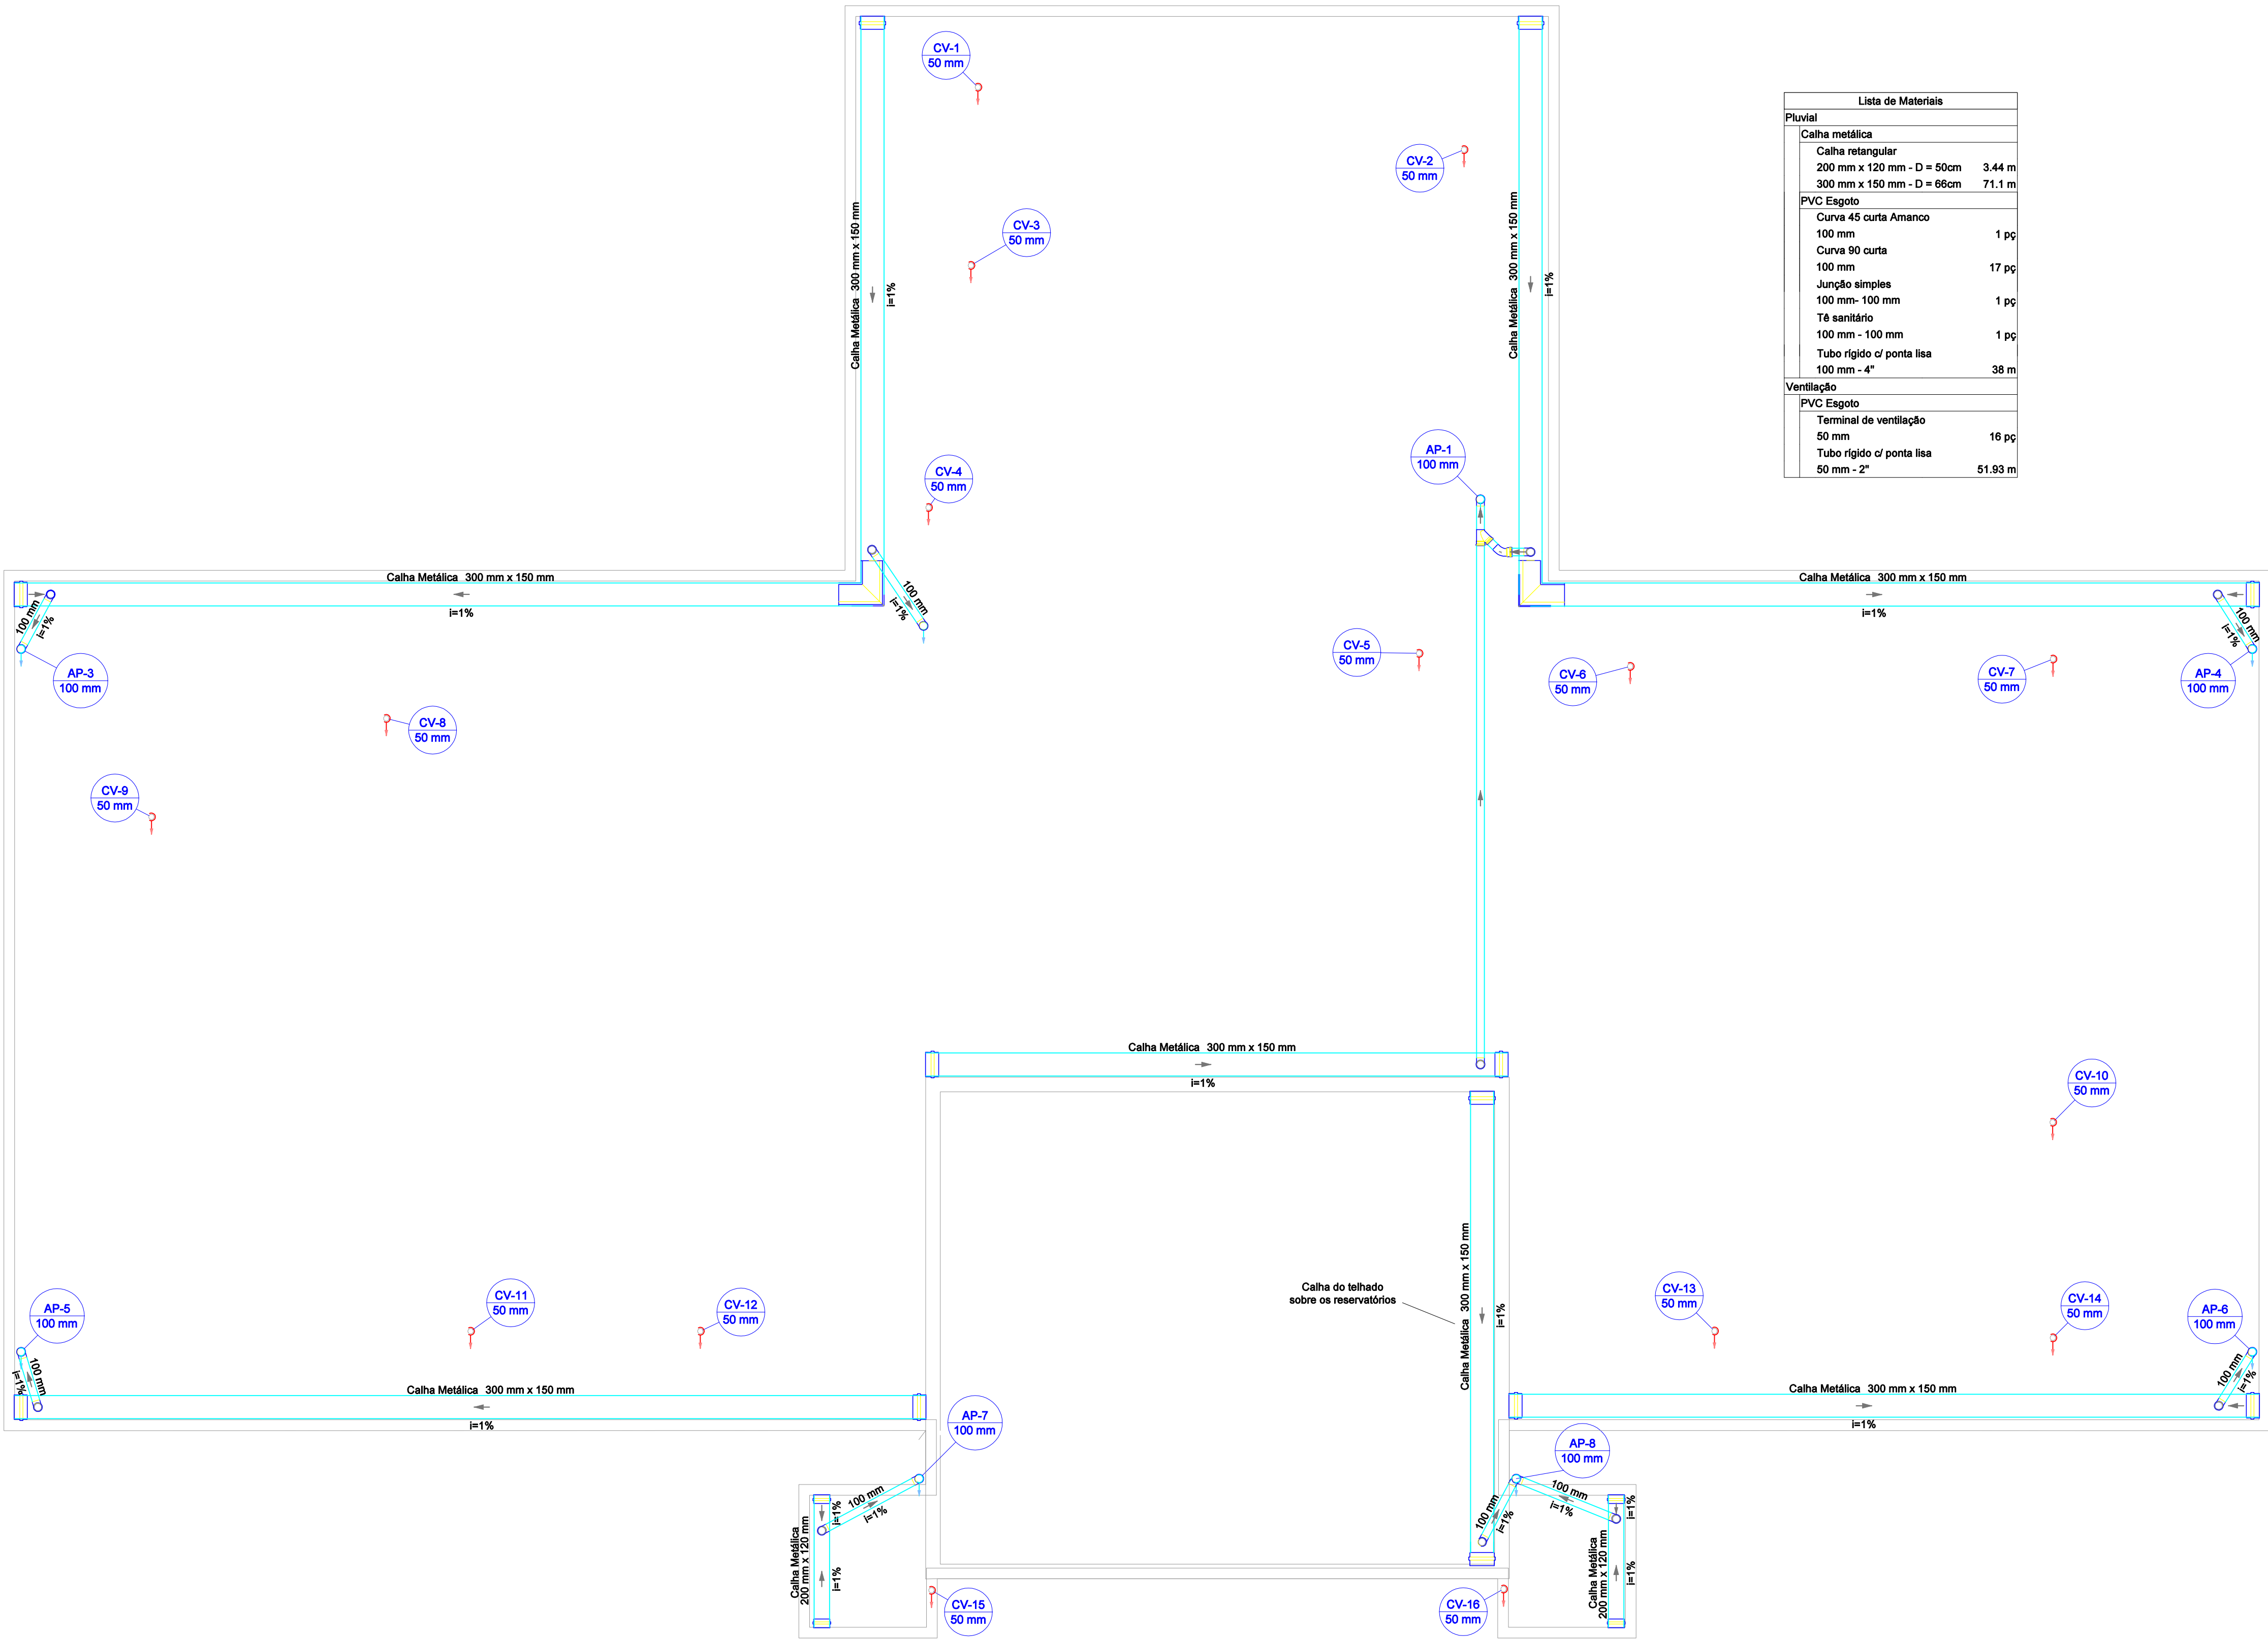 CV-1
50 mm
CV-2
50 mm
CV-3
50 mm
Calha Metálica 300 mm x 150 mm
i=1%
Calha Metálica 300 mm x 150 mm
i=1%
Lista de Materiais
Pluvial
Calha metálica
Calha retangular
200 mm x 120 mm - D = 50cm 3.44 m
300 mm x 150 mm - D = 66cm 71.1 m
PVC Esgoto
Curva 45 curta Amanco
100 mm 1 pç
Curva 90 curta
100 mm 17 pç
Junção simples
100 mm- 100 mm 1 pç
Tê sanitário
100 mm - 100 mm 1 pç
Tubo rígido c/ ponta lisa
100 mm - 4" 38 m
Ventilação
PVC Esgoto
Terminal de ventilação
50 mm 16 pç
Tubo rígido c/ ponta lisa
50 mm - 2" 51.93 m
CV-4
50 mm
AP-1
100 mm
Calha Metálica 300 mm x 150 mm
i=1%
100 mm
i=1%
100 mm
i=1%
Calha Metálica 300 mm x 150 mm
i=1%
100 mm
i=1%
AP-3
100 mm
CV-5
50 mm
CV-6
50 mm
CV-7
50 mm
AP-4
100 mm
CV-8
50 mm
CV-9
50 mm
Calha Metálica 300 mm x 150 mm
i=1%
CV-10
50 mm
Calha do telhado
sobre os reservatórios
Calha Metálica 300 mm x 150 mm
i=1%
AP-5
100 mm
CV-11
50 mm
CV-12
50 mm
CV-13
50 mm
CV-14
50 mm
AP-6
100 mm
100 mm
i=1%
Calha Metálica 300 mm x 150 mm
i=1%
Calha Metálica 300 mm x 150 mm
i=1%
100 mm
i=1%
AP-7
100 mm
AP-8
100 mm
100 mm
i=1%
i=1%
Calha Metálica
200 mm x 120 mm
i=1%
100 mm
i=1%
100 mm
i=1%
i=1%
Calha Metálica
200 mm x 120 mm
i=1%
CV-15
50 mm
CV-16
50 mm